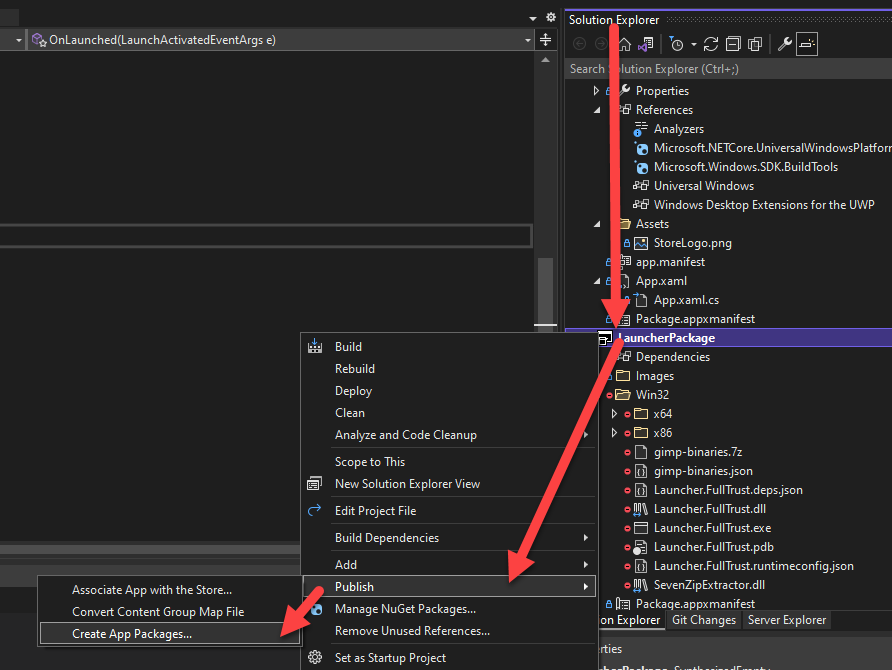 OnLaunched(LaunchActivatedEventArgs e)
Solution Explorer
Search Solution Explorer (Ctrl+;)
Properties
References
Analyzers
Microsoft.NETCore.UniversalWindowsPlatform
Microsoft.Windows.SDK.BuildTools
Universal Windows
Windows Desktop Extensions for the UWP
Assets
StoreLogo.png
app.manifest
App.xaml
App.xaml.cs
Package.appxmanifest
LauncherPackage
Dependencies
Images
Win32
x64
x86
gimp-binaries.7z
gimp-binaries.json
Launcher.FullTrust.deps.json
Launcher.FullTrust.dll
Launcher.FullTrust.exe
Launcher.FullTrust.pdb
Launcher.FullTrust.runtimeconfig.json
SevenZipExtractor.dll
Package.appxmanifest
on Explorer Git Changes Server Explorer
Build
Rebuild
Deploy
Clean
Analyze and Code Cleanup
Scope to This
New Solution Explorer View
Edit Project File
Build Dependencies
Add
Publish
Manage NuGet Packages...
Remove Unused References...
Set as Startup Project
Associate App with the Store...
Convert Content Group Map File
Create App Packages...